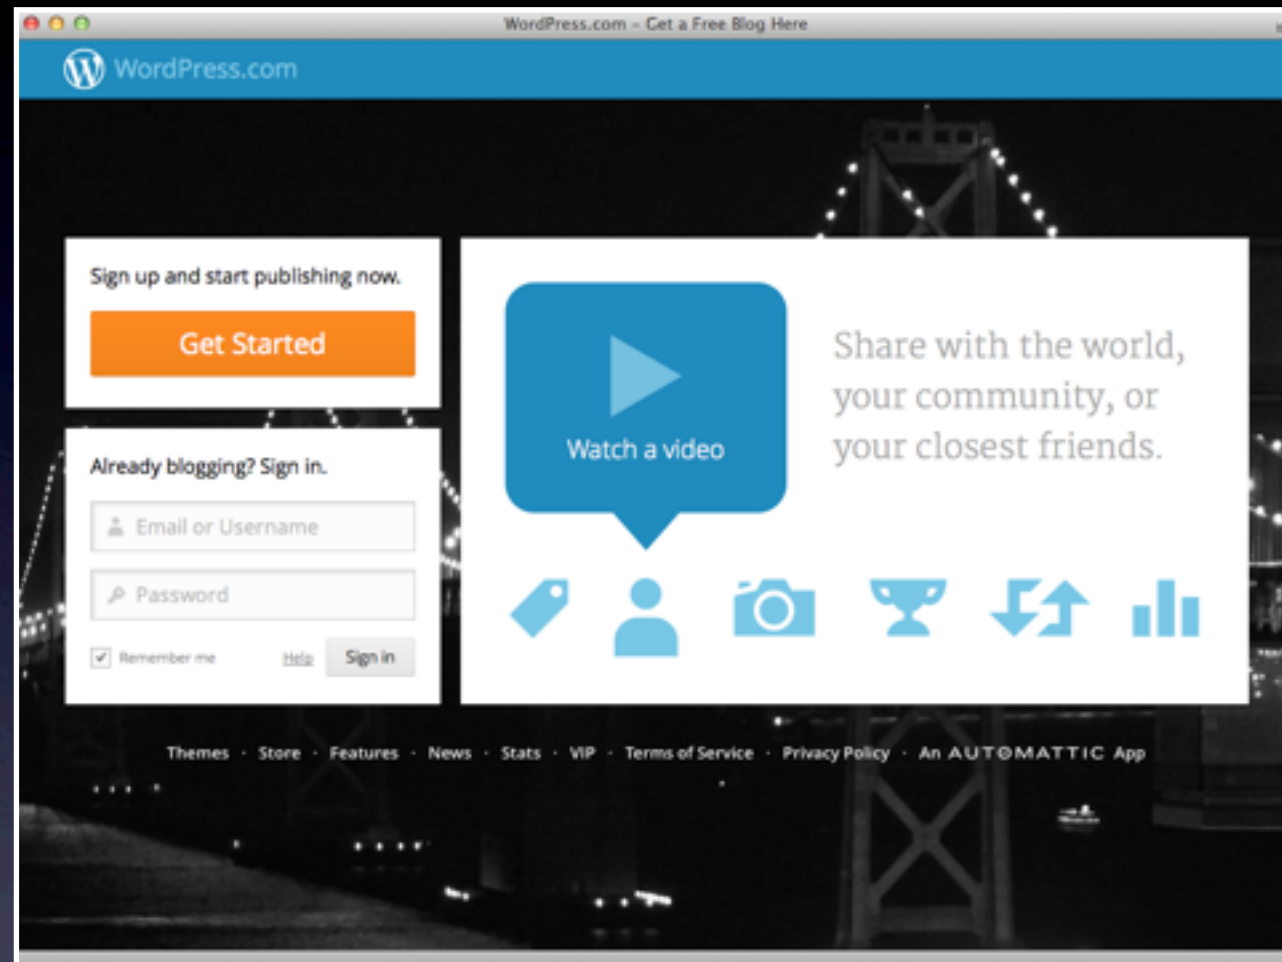 WordPress.com – Get a Free Blog Here
WordPress.com
Sign up and start publishing now.
Get Started
Already blogging? Sign in.
Email or Username
Password
Remember me
Help
Sign in
Watch a video
Share with the world,
your community, or
your closest friends.
Themes · Store · Features · News · Stats · VIP · Terms of Service · Privacy Policy · An AUTOMATTIC App